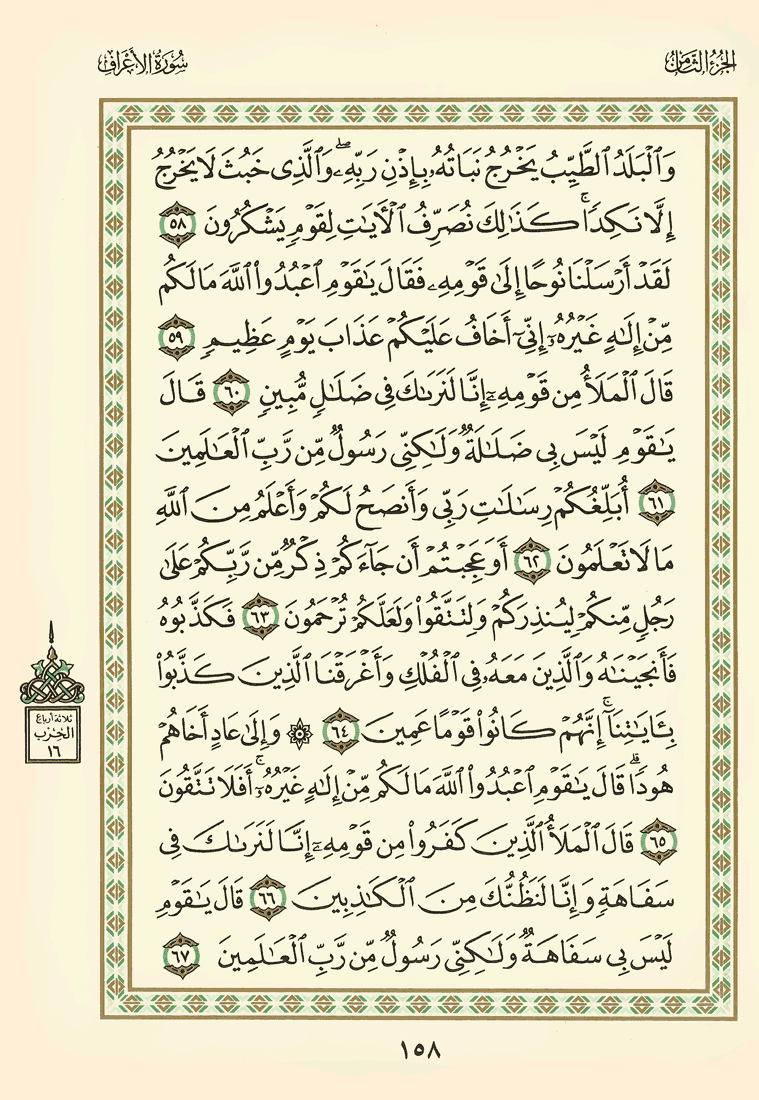 الجزء الثامن
سورة الأعراف
وَٱلْبَلَدُ ٱلطَّيِّبُ يَخْرُجُ نَبَاتُهُۥ بِإِذْنِ رَبِّهِۦۖ وَٱلَّذِى خَبُثَ لَا يَخْرُجُ
إِلَّا نَكِدًاۚ كَذَٰلِكَ نُصَرِّفُ ٱلْأَيَٰتِ لِقَوْمٍ يَشْكُرُونَ ٥٨
لَقَدْ أَرْسَلْنَا نُوحًا إِلَىٰ قَوْمِهِۦ فَقَالَ يَٰقَوْمِ ٱعْبُدُوا۟ ٱللَّهَ مَا لَكُم
مِّنْ إِلَٰهٍ غَيْرُهُۥٓ إِنِّىٓ أَخَافُ عَلَيْكُمْ عَذَابَ يَوْمٍ عَظِيمٍ ٥٩
قَالَ ٱلْمَلَأُ مِن قَوْمِهِۦٓ إِنَّا لَنَرَىٰكَ فِى ضَلَٰلٍ مُّبِينٍ ٦٠ قَالَ
يَٰقَوْمِ لَيْسَ بِى ضَلَٰلَةٌ وَلَٰكِنِّى رَسُولٌ مِّن رَّبِّ ٱلْعَٰلَمِينَ
٦١ أُبَلِّغُكُمْ رِسَٰلَٰتِ رَبِّى وَأَنصَحُ لَكُمْ وَأَعْلَمُ مِنَ ٱللَّهِ
مَا لَا تَعْلَمُونَ ٦٢ أَوَعَجِبْتُمْ أَن جَآءَكُمْ ذِكْرٌ مِّن رَّبِّكُمْ عَلَىٰ
رَجُلٍ مِّنكُمْ لِيُنذِرَكُمْ وَلِتَتَّقُوا۟ وَلَعَلَّكُمْ تُرْحَمُونَ ٦٣ فَكَذَّبُوهُ
فَأَنجَيْنَٰهُ وَٱلَّذِينَ مَعَهُۥ فِى ٱلْفُلْكِ وَأَغْرَقْنَا ٱلَّذِينَ كَذَّبُوا۟
بِـَٔايَٰتِنَآۚ إِنَّهُمْ كَانُوا۟ قَوْمًا عَمِينَ ٦٤ ۞ وَإِلَىٰ عَادٍ أَخَاهُمْ
هُودًاۗ قَالَ يَٰقَوْمِ ٱعْبُدُوا۟ ٱللَّهَ مَا لَكُم مِّنْ إِلَٰهٍ غَيْرُهُۥٓۚ أَفَلَا تَتَّقُونَ
٦٥ قَالَ ٱلْمَلَأُ ٱلَّذِينَ كَفَرُوا۟ مِن قَوْمِهِۦٓ إِنَّا لَنَرَىٰكَ فِى
سَفَاهَةٍ وَإِنَّا لَنَظُنُّكَ مِنَ ٱلْكَٰذِبِينَ ٦٦ قَالَ يَٰقَوْمِ
لَيْسَ بِى سَفَاهَةٌ وَلَٰكِنِّى رَسُولٌ مِّن رَّبِّ ٱلْعَٰلَمِينَ ٦٧
ثلاثة أرباع
الحزب
١٦
١٥٨